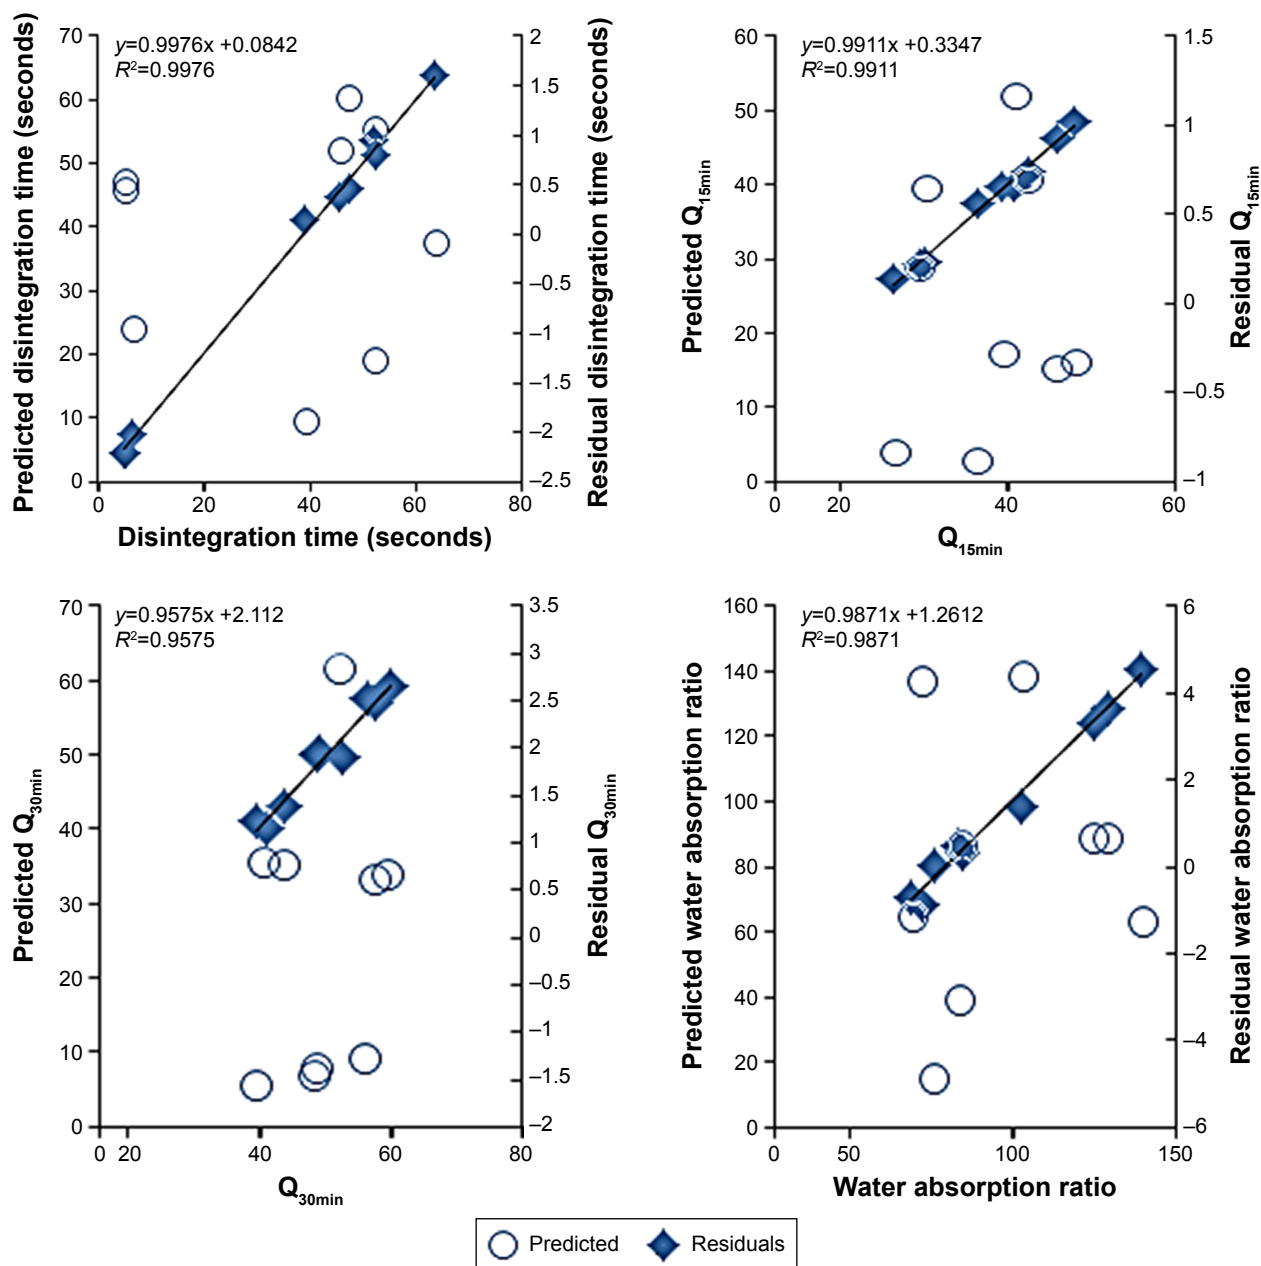 y=0.9976x +0.0842
R²=0.9976
Predicted disintegration time (seconds)
70
60
50
40
30
20
10
0
2
1.5
1
0.5
0
–0.5
–1
–1.5
–2
–2.5
Residual disintegration time (seconds)
0 20 40 60 80
Disintegration time (seconds)
y=0.9911x +0.3347
R²=0.9911
Predicted Q15min
60
50
40
30
20
10
0
1.5
1
0.5
0
–0.5
–1
Residual Q15min
0 20 40 60
Q15min
y=0.9575x +2.112
R²=0.9575
Predicted Q30min
70
60
50
40
30
20
10
0
3.5
3
2.5
2
1.5
1
0.5
0
–0.5
–1
–1.5
–2
Residual Q30min
0 20 40 60 80
Q30min
y=0.9871x +1.2612
R²=0.9871
Predicted water absorption ratio
160
140
120
100
80
60
40
20
0
6
4
2
0
–2
–4
–6
Residual water absorption ratio
0 50 100 150
Water absorption ratio
Predicted Residuals